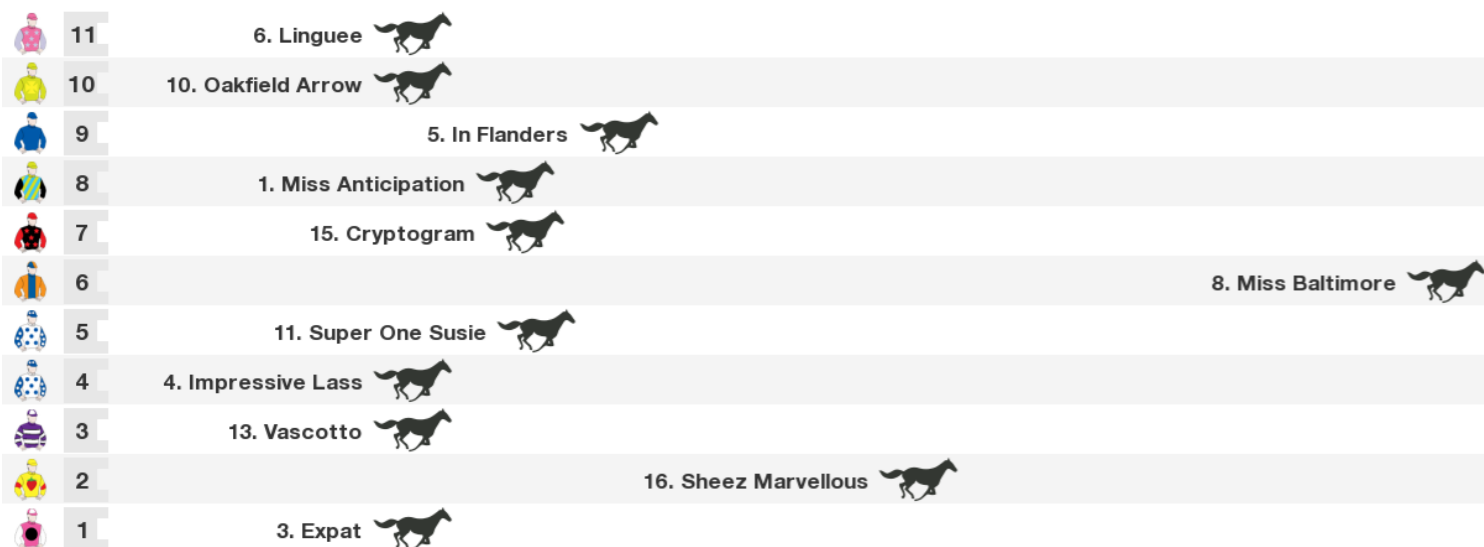 11 6. Linguee
10 10. Oakfield Arrow
9 5. In Flanders
8 1. Miss Anticipation
7 15. Cryptogram
6 8. Miss Baltimore
5 11. Super One Susie
4 4. Impressive Lass
3 13. Vascotto
2 16. Sheez Marvellous
1 3. Expat